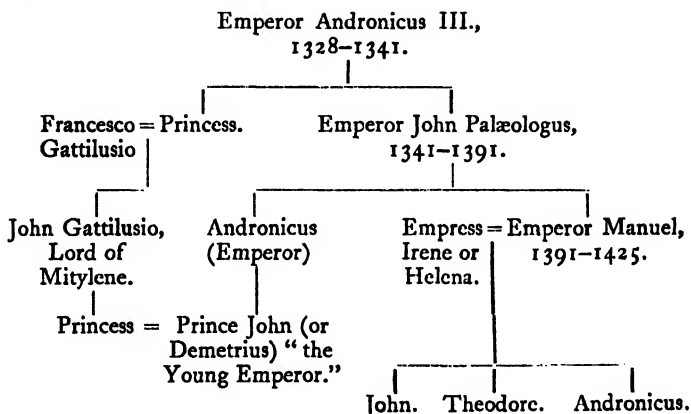 Emperor Andronicus III.,
1328–1341.
Francesco = Princess.
Gattilusio
Emperor John Palæologus,
1341–1391.
John Gattilusio,
Lord of
Mitylene.
Andronicus
(Emperor)
Empress = Emperor Manuel,
Irene or
Helena.
1391–1425.
Princess = Prince John (or
Demetrius) “ the
Young Emperor.”
John. Theodore. Andronicus.